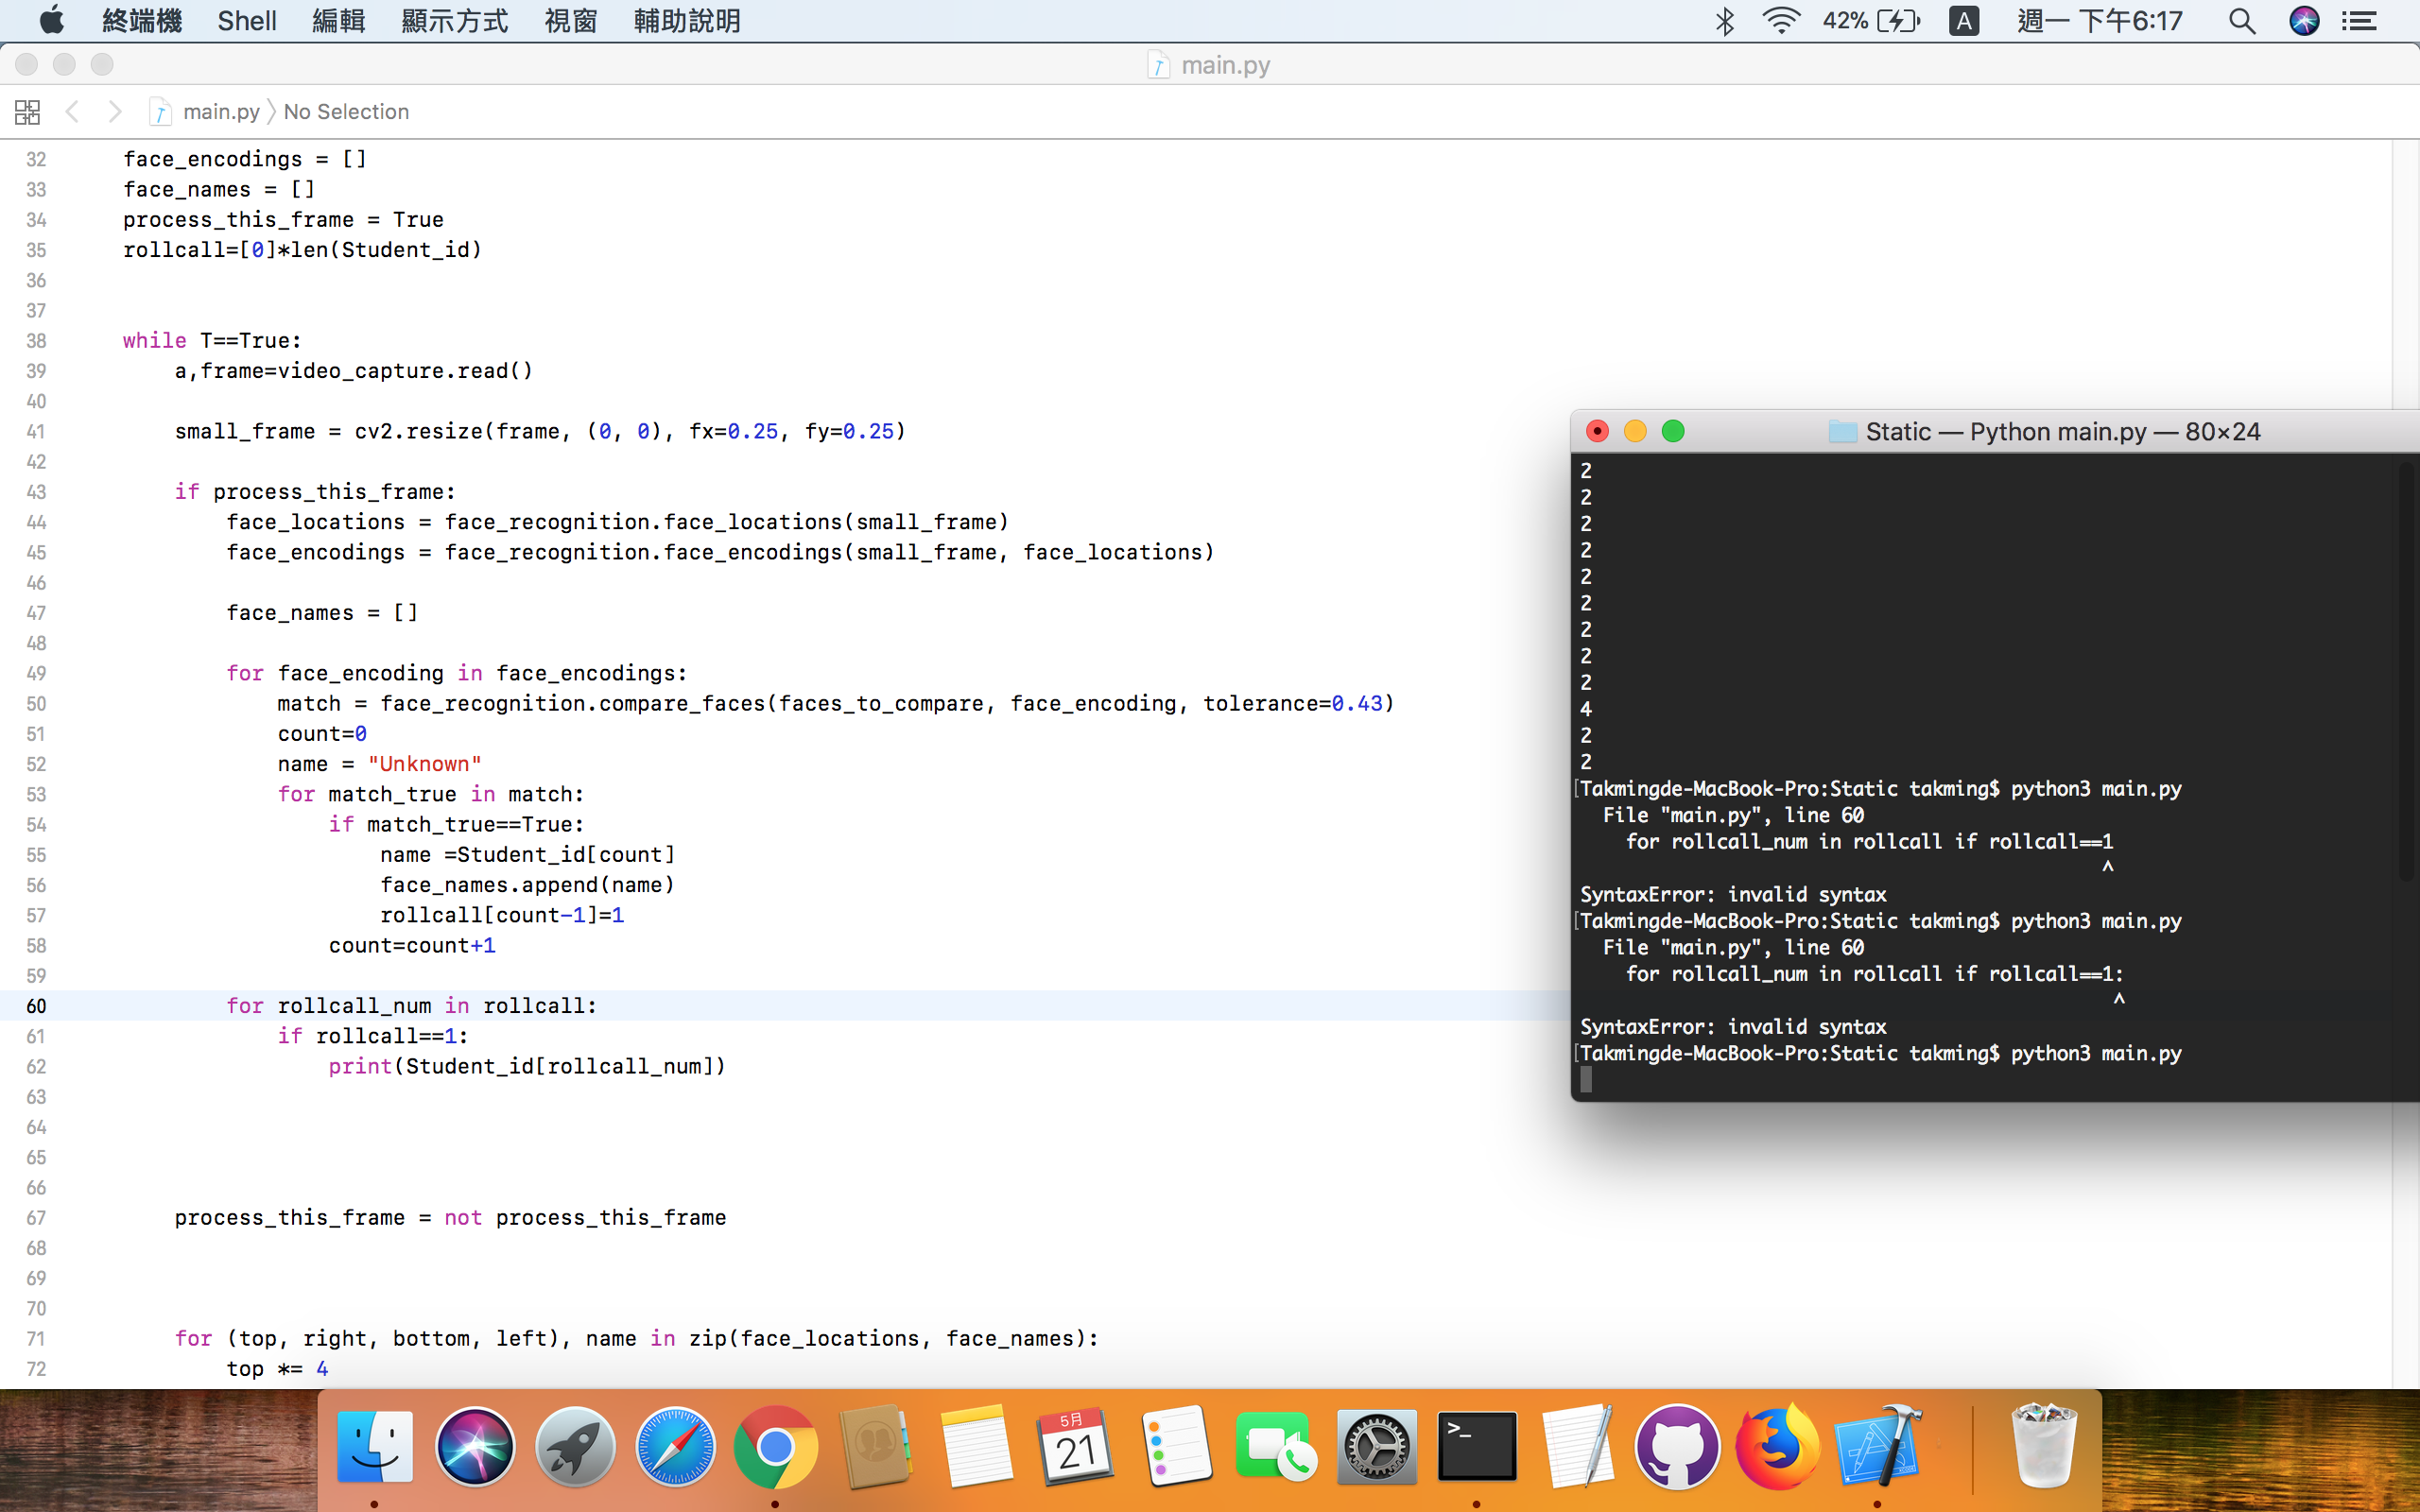 終端機 Shell 編輯 顯示方式 視窗 輔助說明 42% A 週一 下午6:17
main.py
main.py 〉 No Selection
32 face_encodings = []
33 face_names = []
34 process_this_frame = True
35 rollcall=[0]*len(Student_id)
36
37
38 while T==True:
39 a,frame=video_capture.read()
40
41 small_frame = cv2.resize(frame, (0, 0), fx=0.25, fy=0.25)
42
43 if process_this_frame:
44 face_locations = face_recognition.face_locations(small_frame)
45 face_encodings = face_recognition.face_encodings(small_frame, face_locations)
46
47 face_names = []
48
49 for face_encoding in face_encodings:
50 match = face_recognition.compare_faces(faces_to_compare, face_encoding, tolerance=0.43)
51 count=0
52 name = "Unknown"
53 for match_true in match:
54 if match_true==True:
55 name =Student_id[count]
56 face_names.append(name)
57 rollcall[count-1]=1
58 count=count+1
59
60 for rollcall_num in rollcall:
61 if rollcall==1:
62 print(Student_id[rollcall_num])
63
64
65
66
67 process_this_frame = not process_this_frame
68
69
70
71 for (top, right, bottom, left), name in zip(face_locations, face_names):
72 top *= 4
Static — Python main.py — 80×24
2
2
2
2
2
2
2
2
2
4
2
2
[Takmingde-MacBook-Pro:Static takming$ python3 main.py
File "main.py", line 60
for rollcall_num in rollcall if rollcall==1
^
SyntaxError: invalid syntax
[Takmingde-MacBook-Pro:Static takming$ python3 main.py
File "main.py", line 60
for rollcall_num in rollcall if rollcall==1:
^
SyntaxError: invalid syntax
[Takmingde-MacBook-Pro:Static takming$ python3 main.py
5月
21
>_